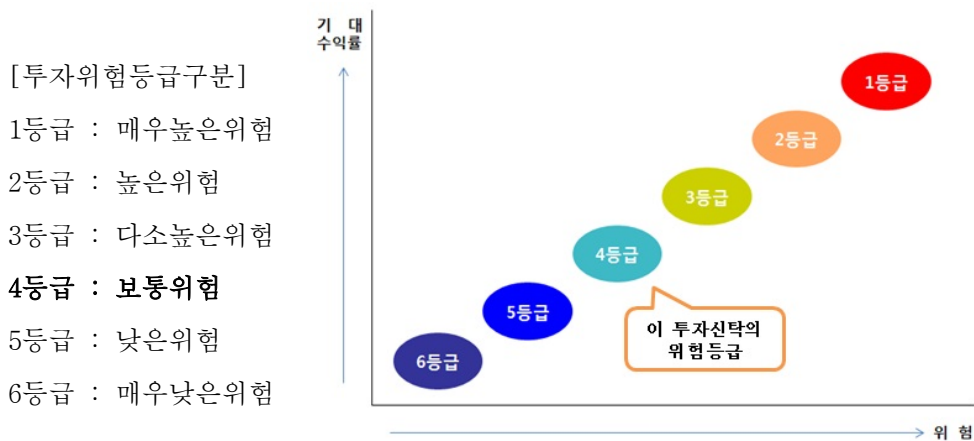 [투자위험등급구분]
1등급 : 매우높은위험
2등급 : 높은위험
3등급 : 다소높은위험
4등급 : 보통위험
5등급 : 낮은위험
6등급 : 매우낮은위험
기 대
수익률
1등급
2등급
3등급
4등급
5등급
6등급
이 투자신탁의
위험등급
위 험